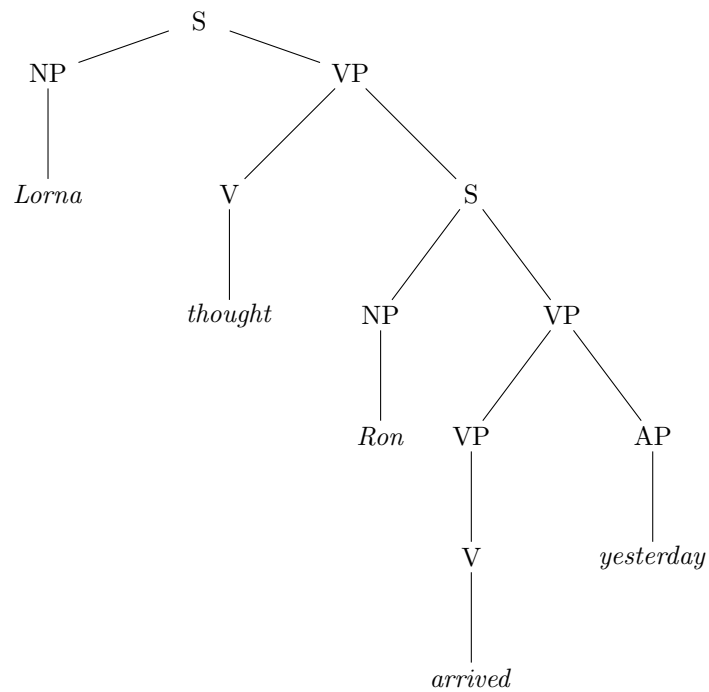 S
NP VP
Lorna V S
thought NP VP
Ron VP AP
V yesterday
arrived